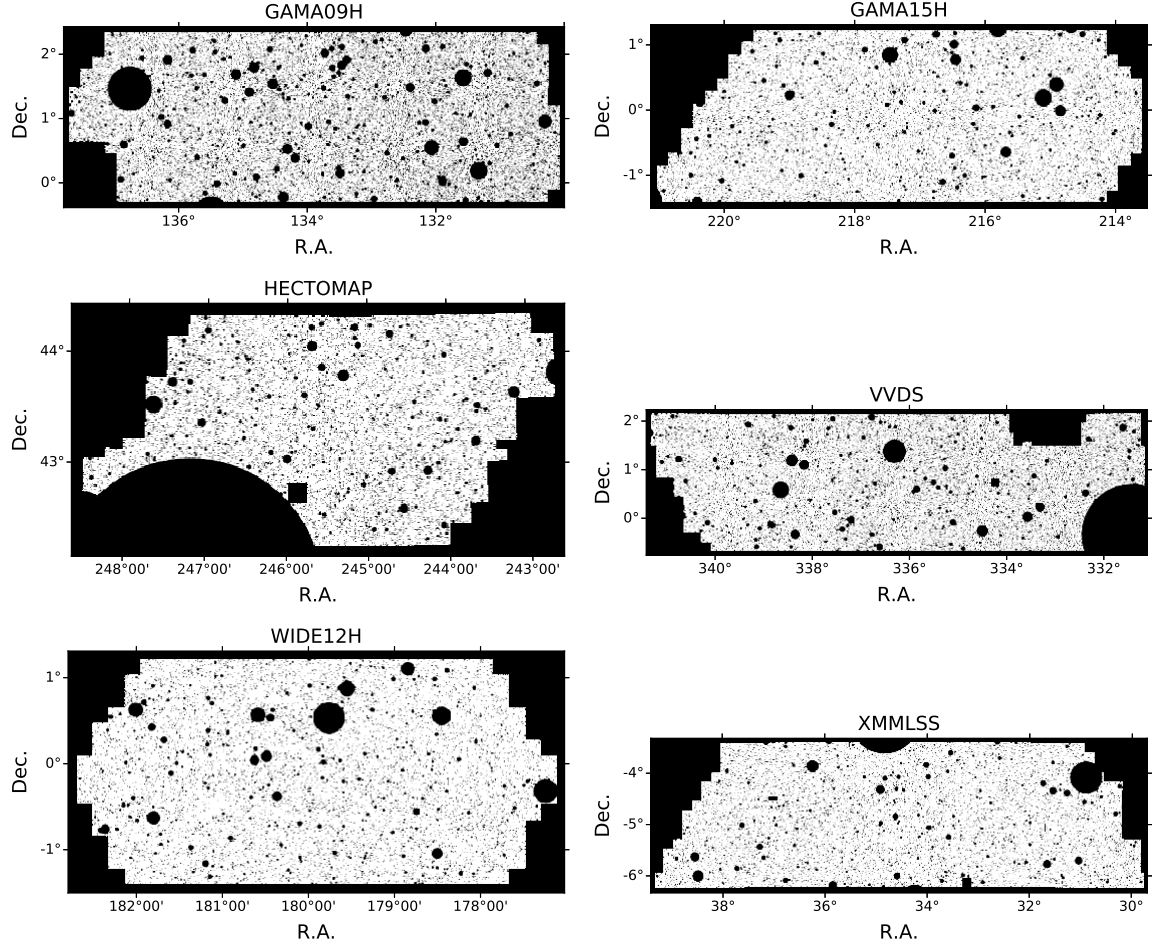 GAMA09H
Dec.
2°
1°
0°
136° 134° 132°
R.A.
GAMA15H
Dec.
1°
0°
-1°
220° 218° 216° 214°
R.A.
HECTOMAP
Dec.
44°
43°
248°00' 247°00' 246°00' 245°00' 244°00' 243°00'
R.A.
VVDS
Dec.
2°
1°
0°
340° 338° 336° 334° 332°
R.A.
WIDE12H
Dec.
1°
0°
-1°
182°00' 181°00' 180°00' 179°00' 178°00'
R.A.
XMMLSS
Dec.
-4°
-5°
-6°
38° 36° 34° 32° 30°
R.A.